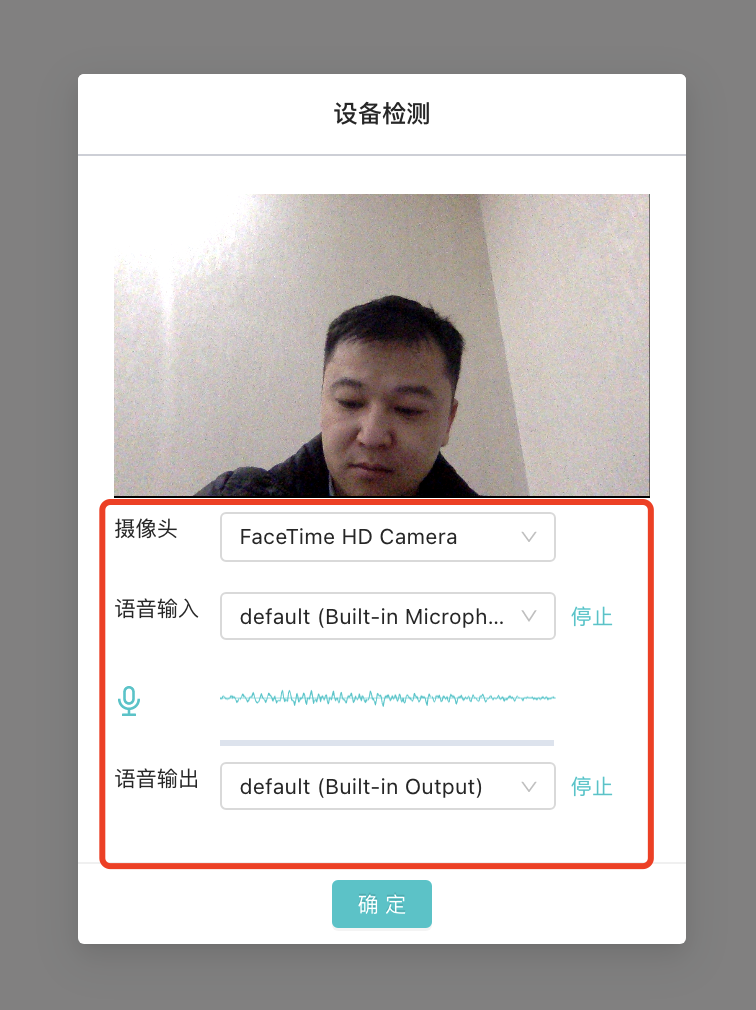 设备检测
摄像头
FaceTime HD Camera
语音输入
default (Built-in Microph...
停止
语音输出
default (Built-in Output)
停止
确 定